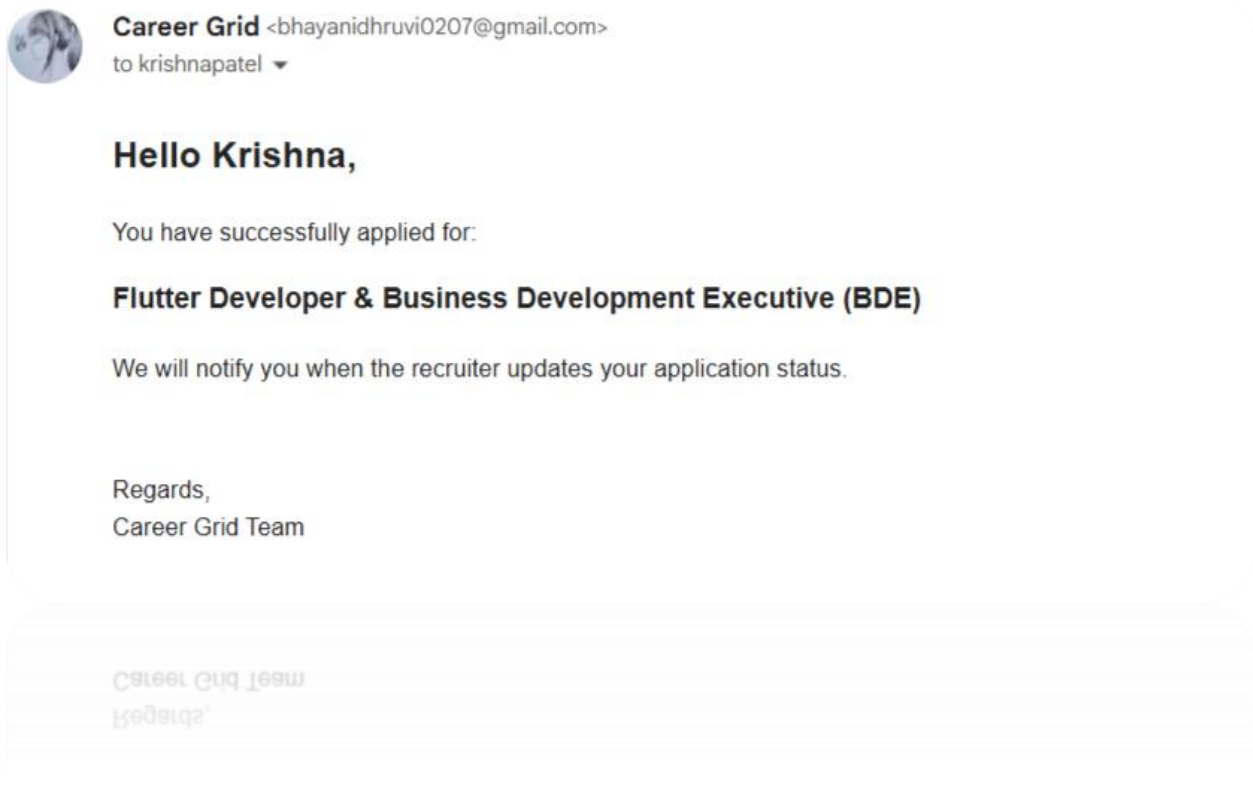 Career Grid <bhayanidhruvi0207@gmail.com>
to krishnapatel
Hello Krishna,
You have successfully applied for:
Flutter Developer & Business Development Executive (BDE)
We will notify you when the recruiter updates your application status.
Regards,
Career Grid Team
Career Grid Team
Regards,